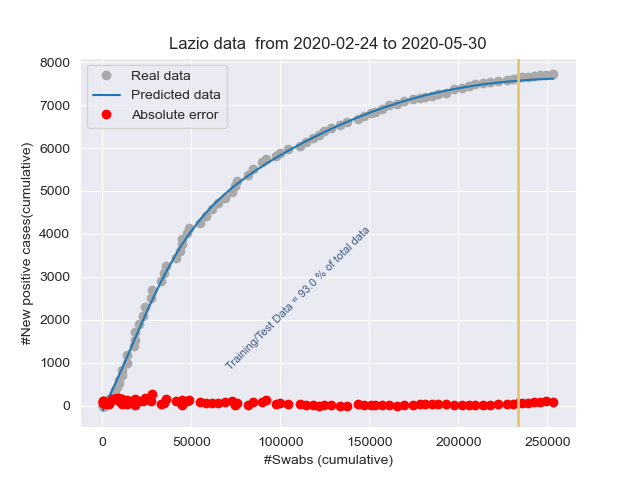 Lazio data  from 2020-02-24 to 2020-05-30
Real data
Predicted data
Absolute error
8000
7000
6000
5000
4000
3000
2000
1000
0
#New positive cases(cumulative)
Training/Test Data = 93.0 % of total data
0
50000
100000
150000
200000
250000
#Swabs (cumulative)